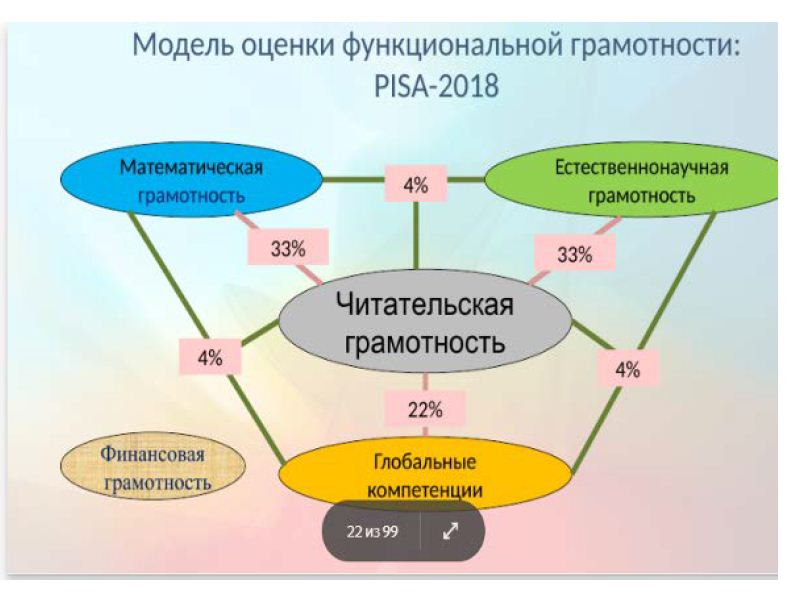 Модель оценки функциональной грамотности:
PISA-2018
Математическая
грамотность
4%
Естественнонаучная
грамотность
33%
33%
Читательская
грамотность
4%
4%
22%
Финансовая
грамотность
Глобальные
компетенции
22 из 99